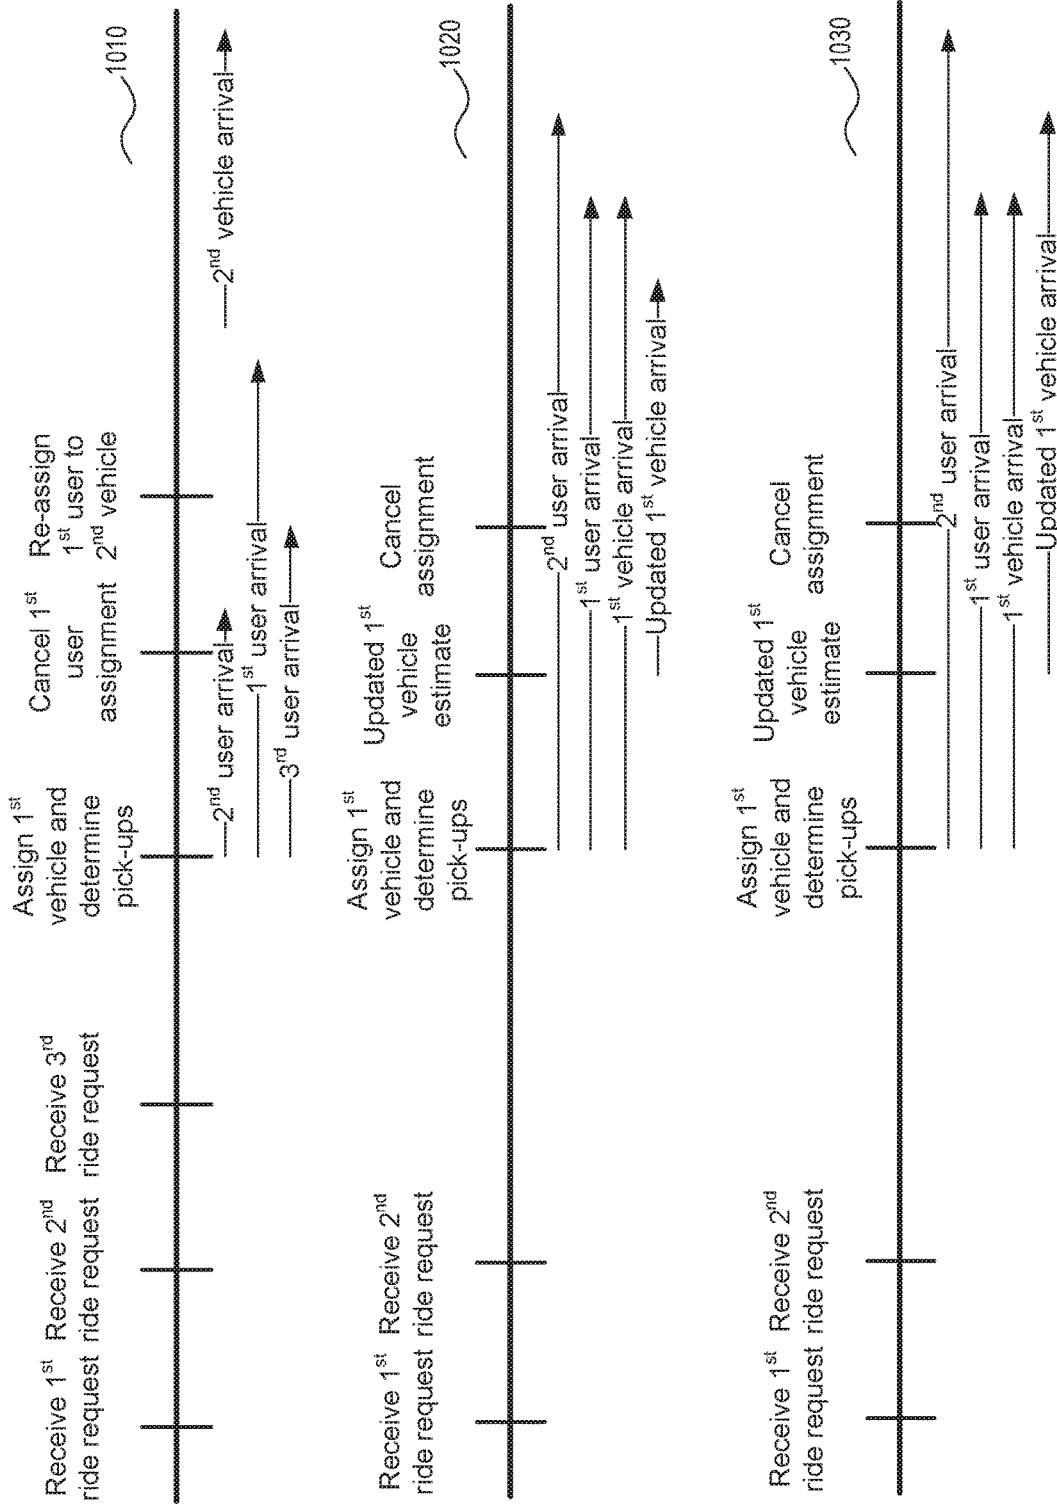 Receive 1st
ride request
Receive 2nd
ride request
Receive 3rd
ride request
Assign 1st
vehicle and
determine
pick-ups
Cancel 1st
user
assignment
Re-assign
1st user to
2nd vehicle
1010
2nd user arrival
2nd vehicle arrival
1st user arrival
3rd user arrival
Receive 1st
ride request
Receive 2nd
ride request
Assign 1st
vehicle and
determine
pick-ups
Updated 1st
vehicle
estimate
Cancel
assignment
1020
2nd user arrival
1st user arrival
1st vehicle arrival
Updated 1st vehicle arrival
Receive 1st
ride request
Receive 2nd
ride request
Assign 1st
vehicle and
determine
pick-ups
Updated 1st
vehicle
estimate
Cancel
assignment
1030
2nd user arrival
1st user arrival
1st vehicle arrival
Updated 1st vehicle arrival